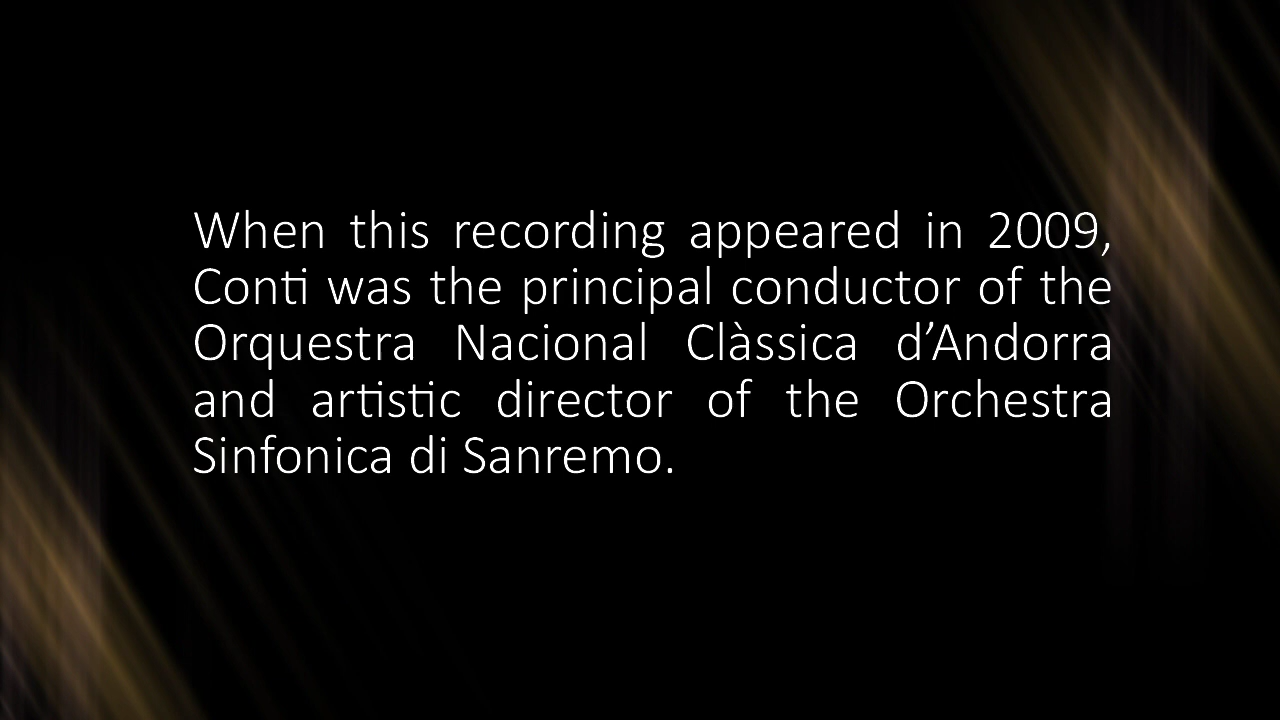 When this recording appeared in 2009,
Conti was the principal conductor of the
Orquestra Nacional Clàssica d’Andorra
and artistic director of the Orchestra
Sinfonica di Sanremo.